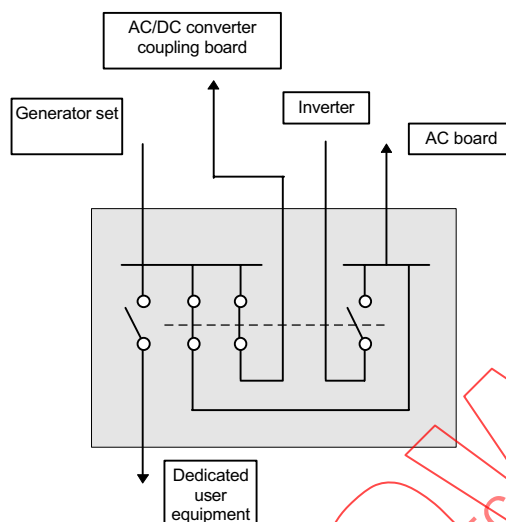 AC/DC converter
coupling board
Generator set
Inverter
AC board
Dedicated
user
equipment